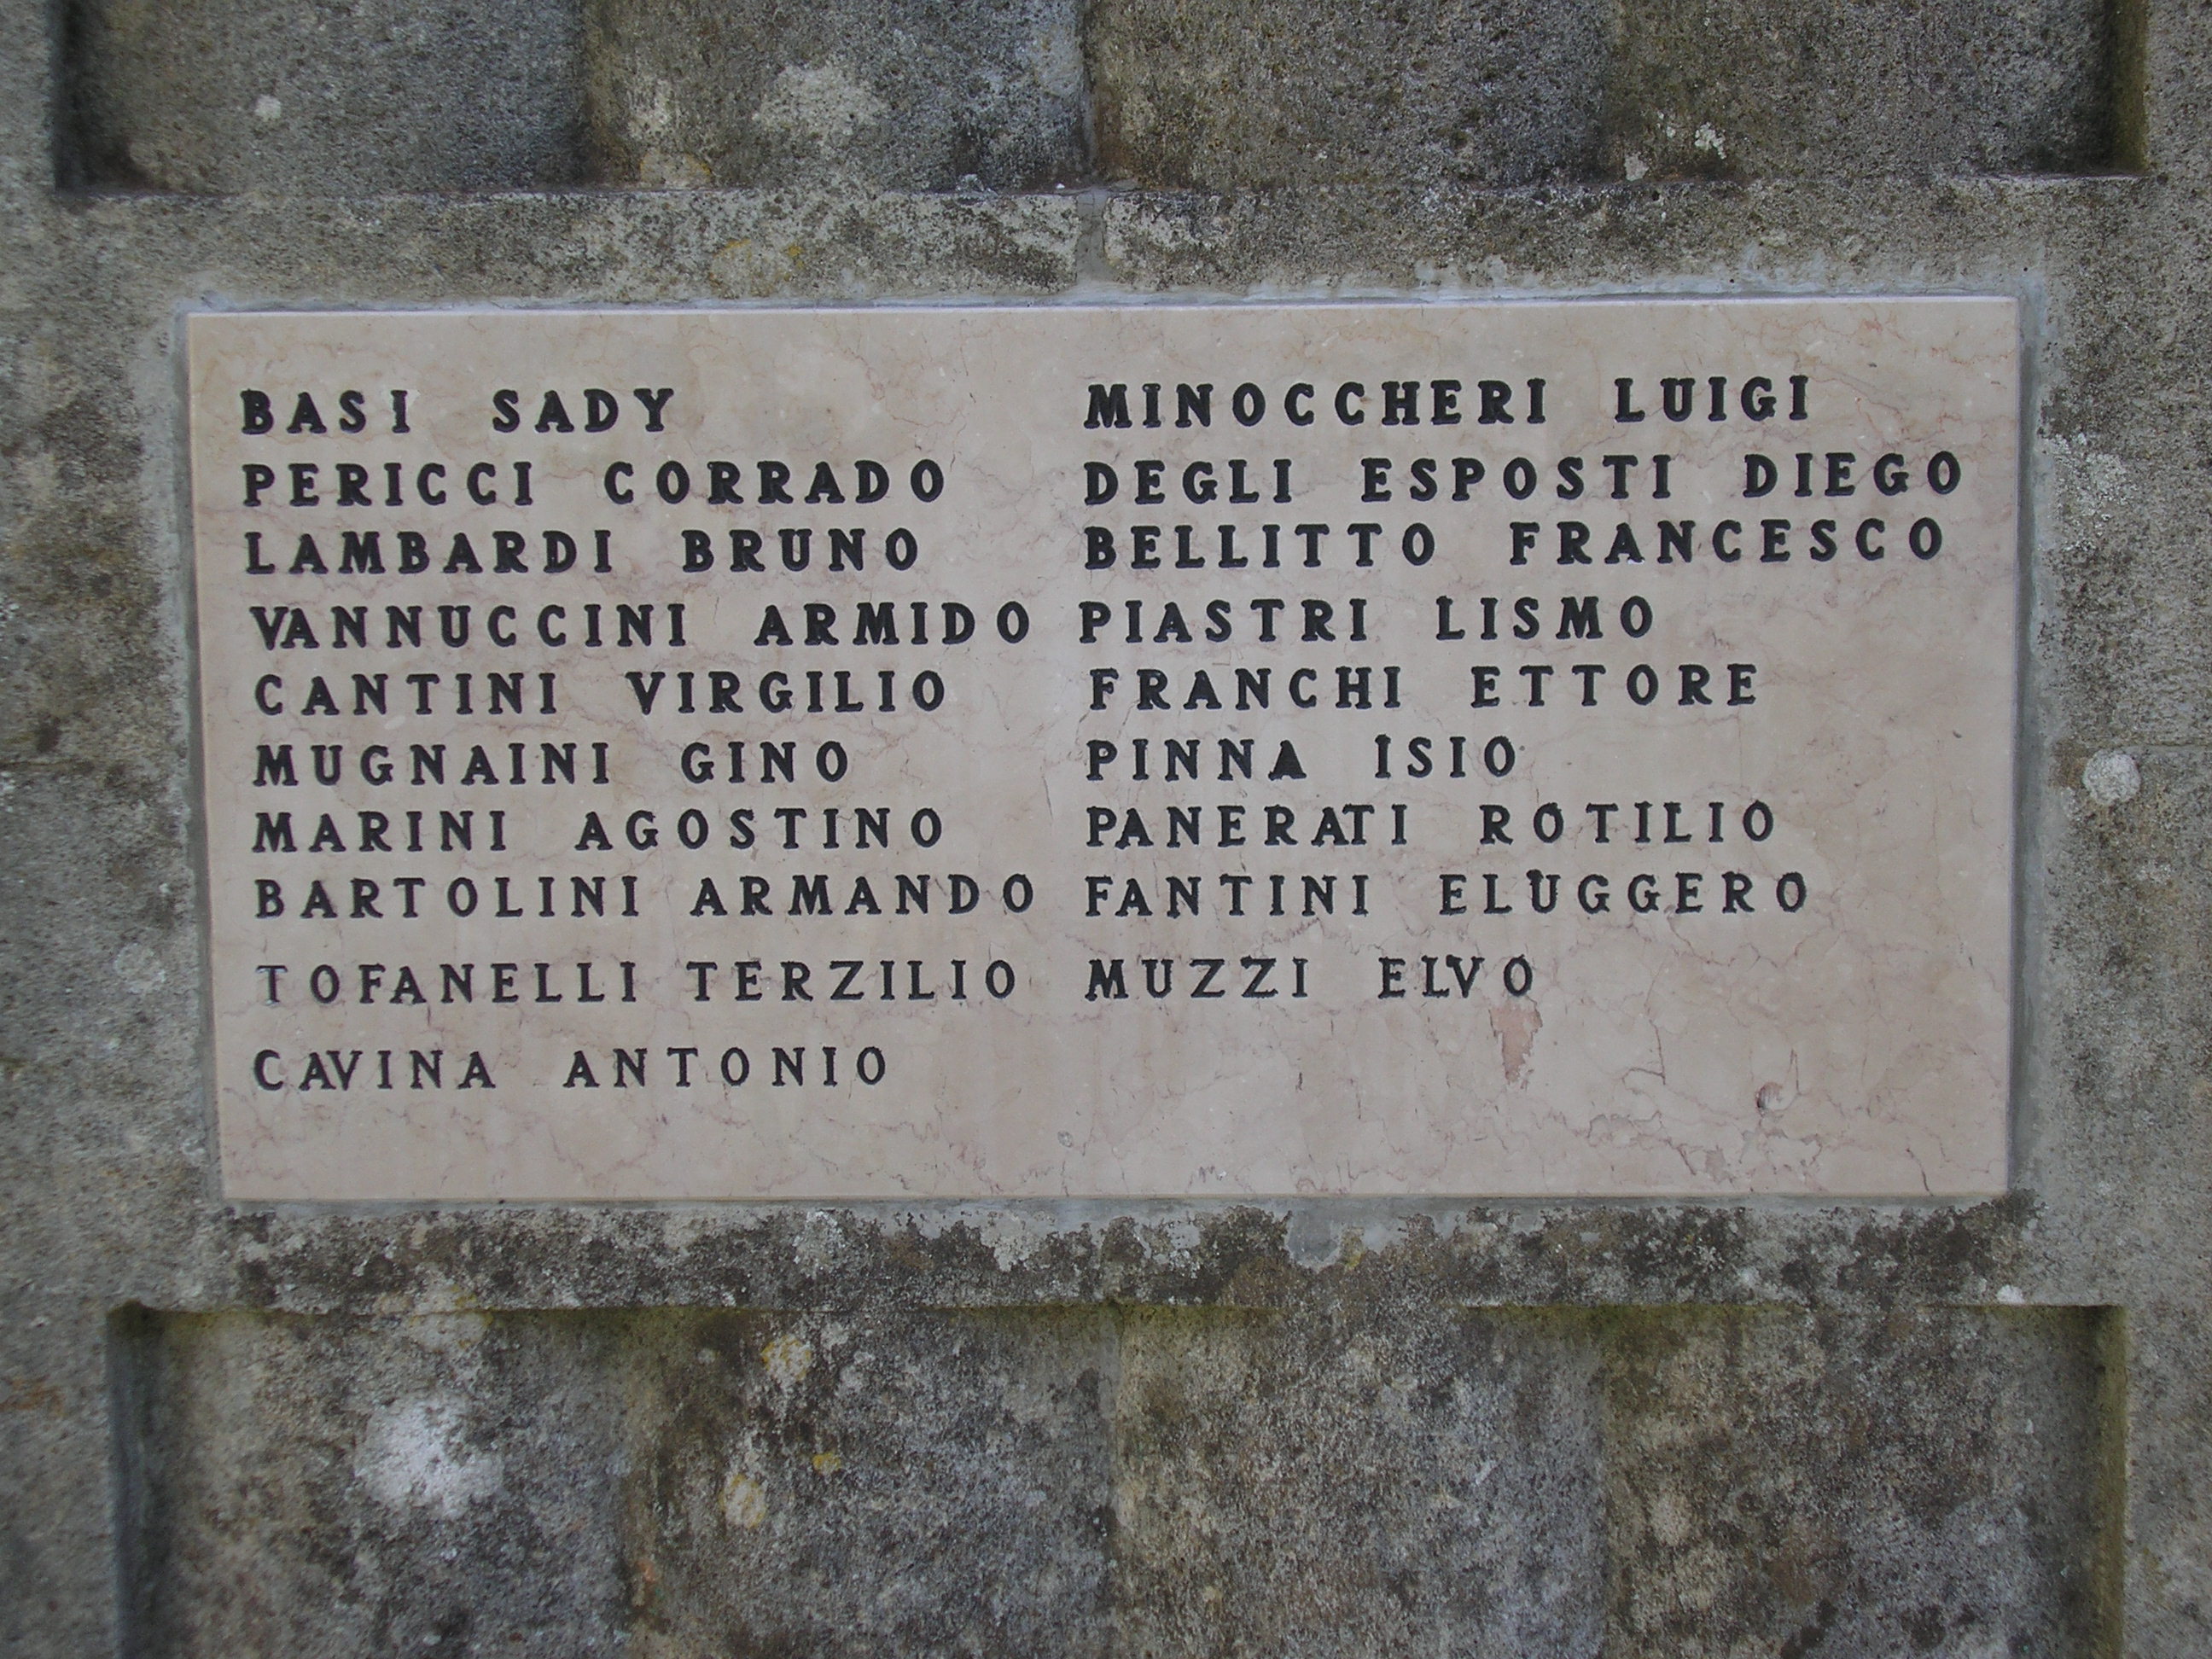 BASI SADY
PERICCI CORRADO
LAMBARDI BRUNO
VANNUCCINI ARMIDO
CANTINI VIRGILIO
MUGNAINI GINO
MARINI AGOSTINO
BARTOLINI ARMANDO
TOFANELLI TERZILIO
CAVINA ANTONIO
MINOCCHERI LUIGI
DEGLI ESPOSTI DIEGO
BELLITTO FRANCESCO
PIASTRI LISMO
FRANCHI ETTORE
PINNA ISIO
PANERATI ROTILIO
FANTINI ELUGGERO
MUZZI ELVO